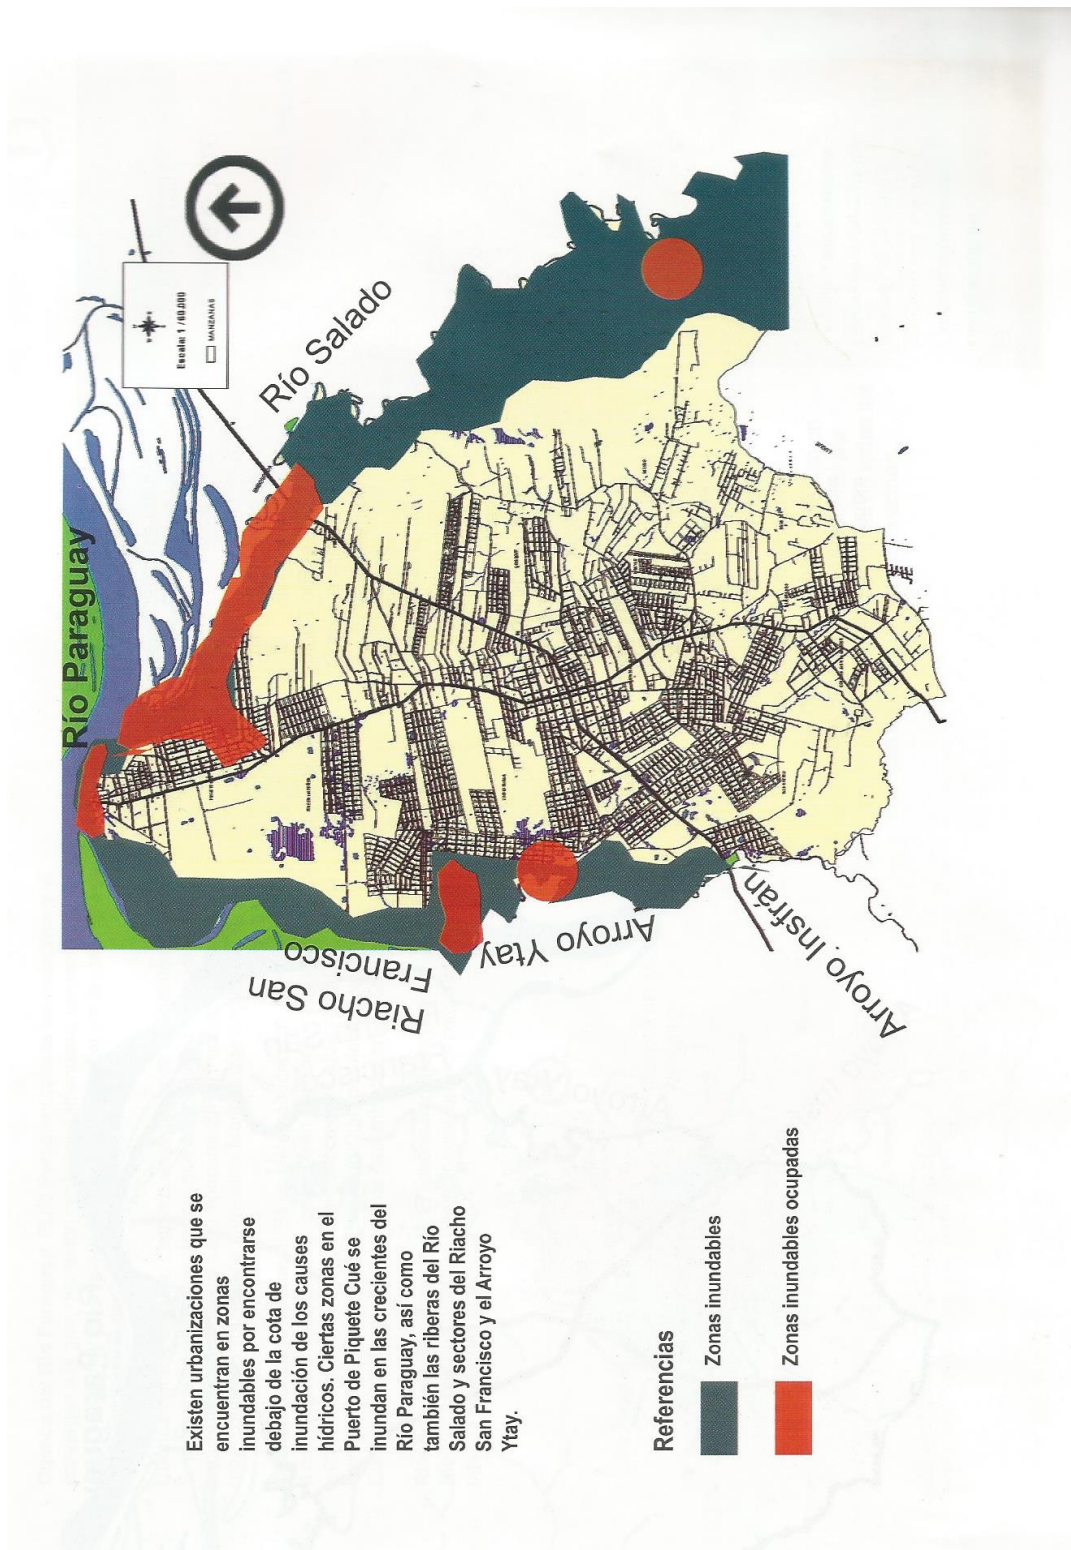 Existen urbanizaciones que se
encuentran en zonas
inundables por encontrarse
debajo de la cota de
inundación de los causes
hídricos. Ciertas zonas en el
Puerto de Piquete Cué se
inundan en las crecientes del
Río Paraguay, así como
también las riberas del Río
Salado y sectores del Riacho
San Francisco y el Arroyo
Ytay.
Referencias
Zonas inundables
Zonas inundables ocupadas
Río Paraguay
Río Salado
Escala: 1 / 60.000
MANZANAS
Riacho San
Francisco
Arroyo Ytay
Arroyo Insfrán